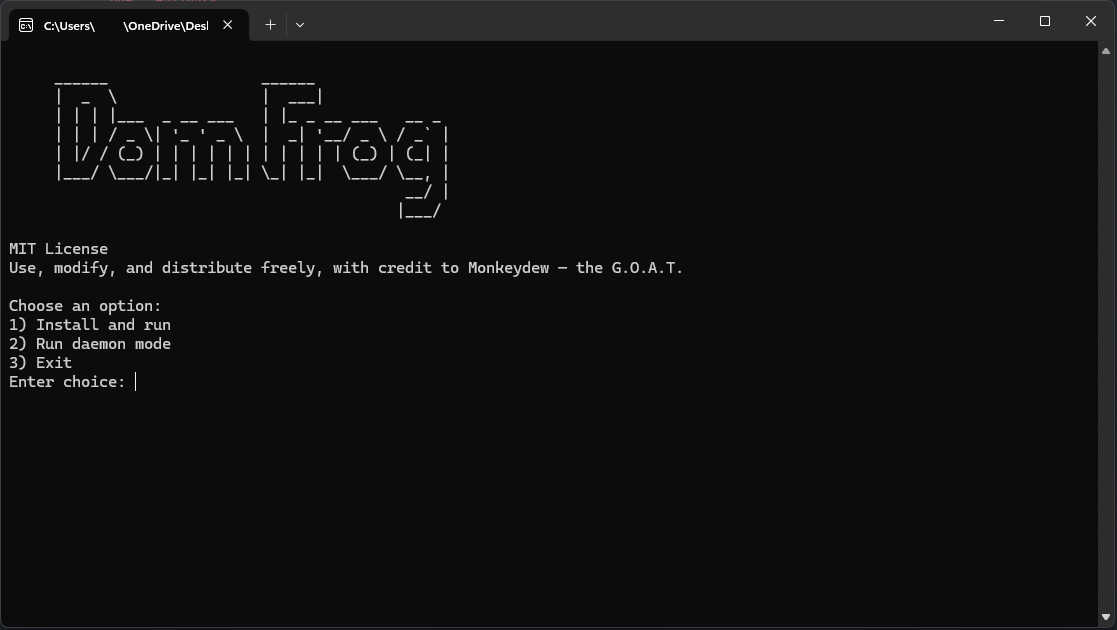 C:\Users\ \OneDrive\Desl
DomFrog
MIT License
Use, modify, and distribute freely, with credit to Monkeydew — the G.O.A.T.
Choose an option:
1) Install and run
2) Run daemon mode
3) Exit
Enter choice: